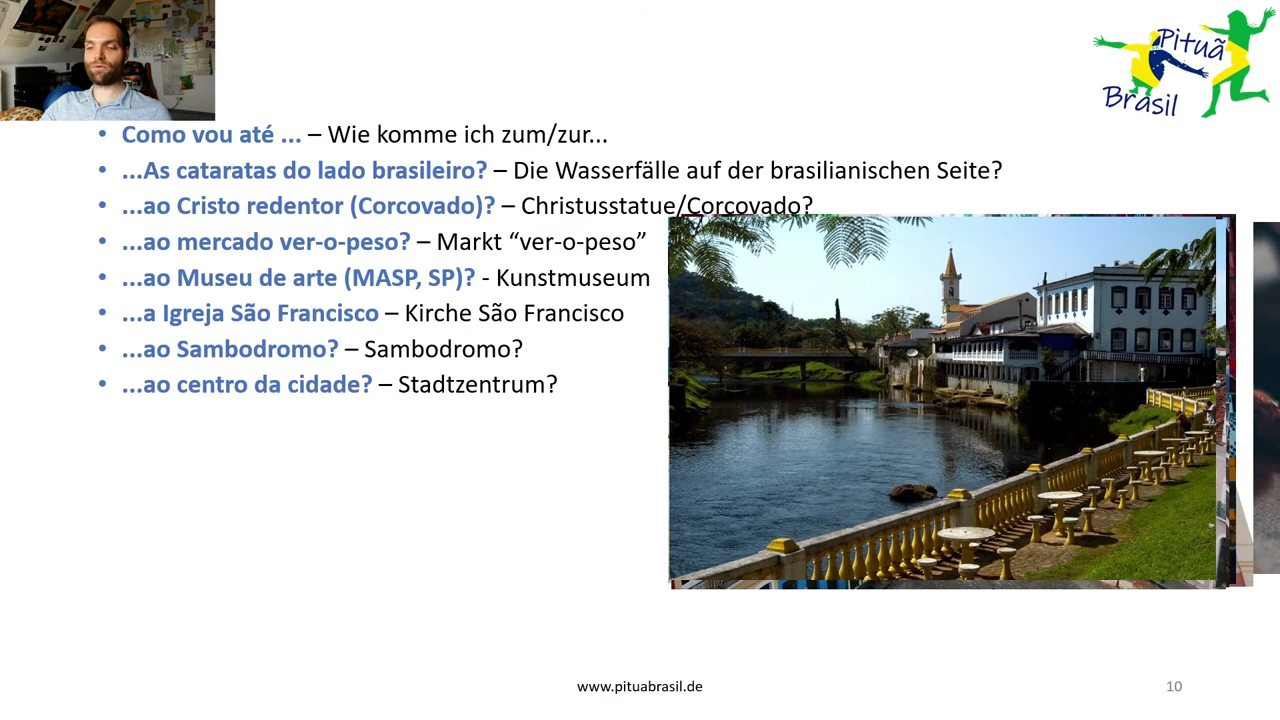 Pituã
Brasil
• Como vou até ... – Wie komme ich zum/zur...
• ...As cataratas do lado brasileiro? – Die Wasserfälle auf der brasilianischen Seite?
• ...ao Cristo redentor (Corcovado)? – Christusstatue/Corcovado?
• ...ao mercado ver-o-peso? – Markt “ver-o-peso”
• ...ao Museu de arte (MASP, SP)? - Kunstmuseum
• ...a Igreja São Francisco – Kirche São Francisco
• ...ao Sambodromo? – Sambodromo?
• ...ao centro da cidade? – Stadtzentrum?
www.pituabrasil.de
10